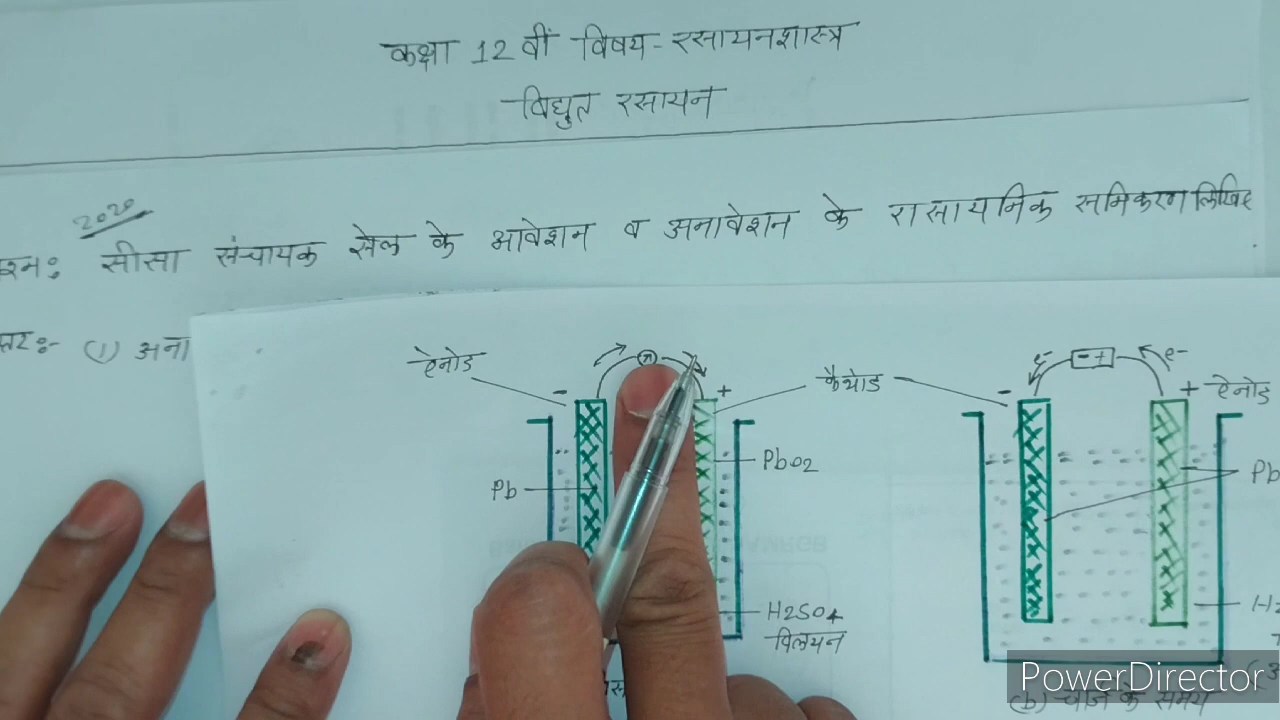 कक्षा 12 वीं विषय - रसायनशास्त्र
विद्युत रसायन
2020
सीसा संचायक सेल के आवेशन व अनावेशन के रासायनिक समिकरण लिखिए
(1) अना
ऐनोड
-
+
कैथोड
Pb
PbO2
H2SO4
विलयन
e-
- +
e-
-
+ ऐनोड
Pb
(b) चार्ज के समय
PowerDirector